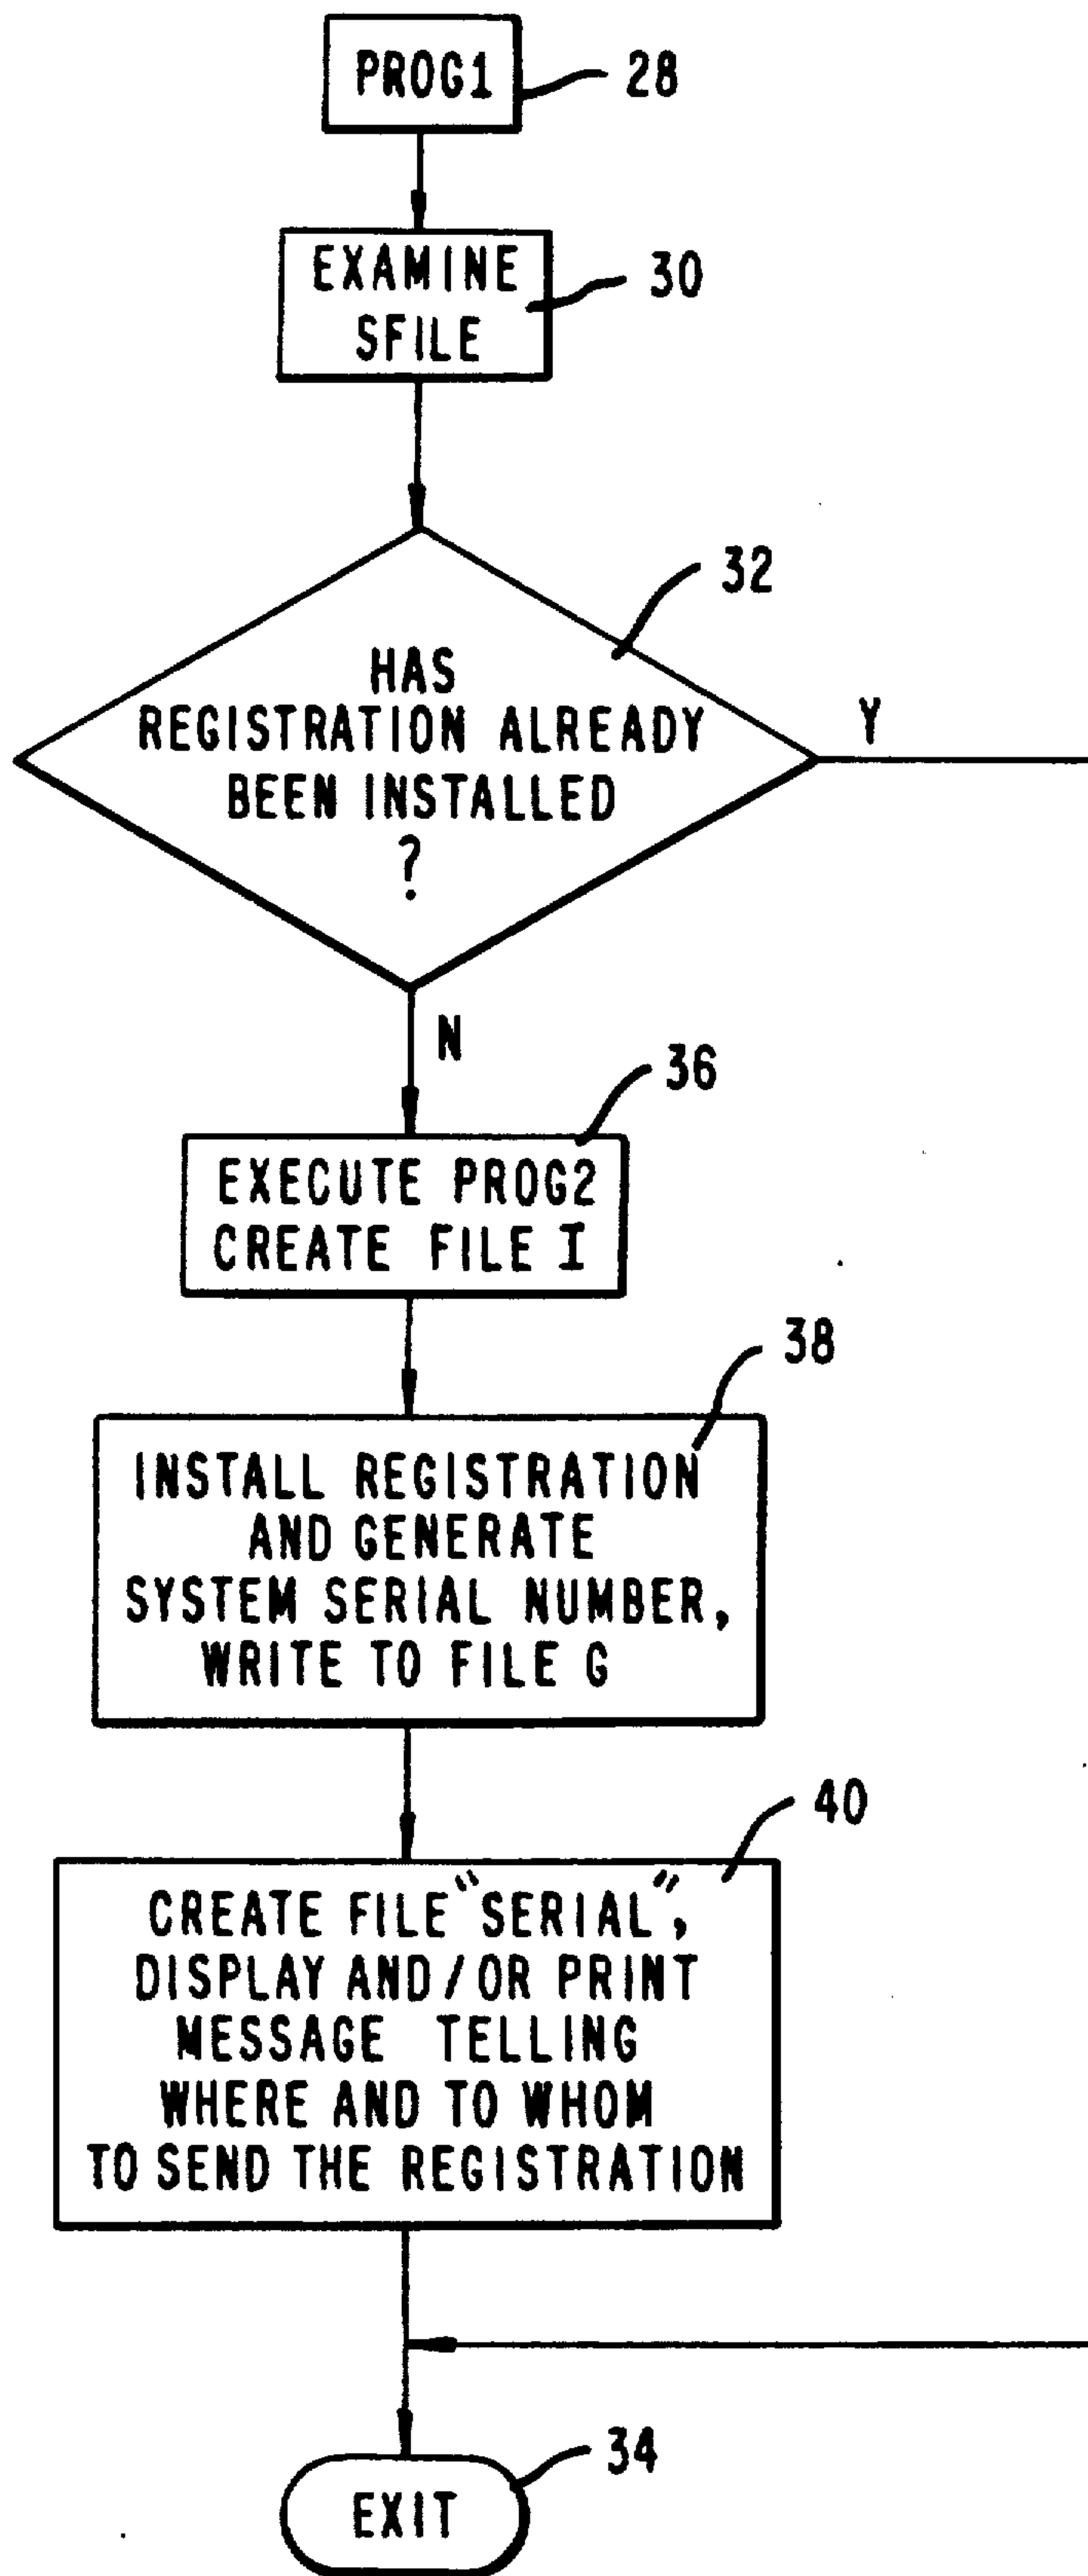 PROG1
28
EXAMINE
SFILE
30
32
HAS
REGISTRATION ALREADY
BEEN INSTALLED
?
Y
N
36
EXECUTE PROG2
CREATE FILE I
38
INSTALL REGISTRATION
AND GENERATE
SYSTEM SERIAL NUMBER,
WRITE TO FILE G
40
CREATE FILE "SERIAL",
DISPLAY AND/OR PRINT
MESSAGE TELLING
WHERE AND TO WHOM
TO SEND THE REGISTRATION
34
EXIT